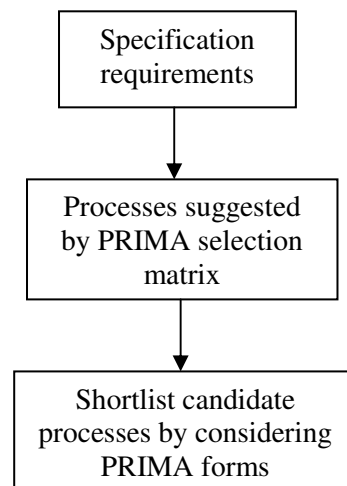 Specification
requirements
Processes suggested
by PRIMA selection
matrix
Shortlist candidate
processes by considering
PRIMA forms